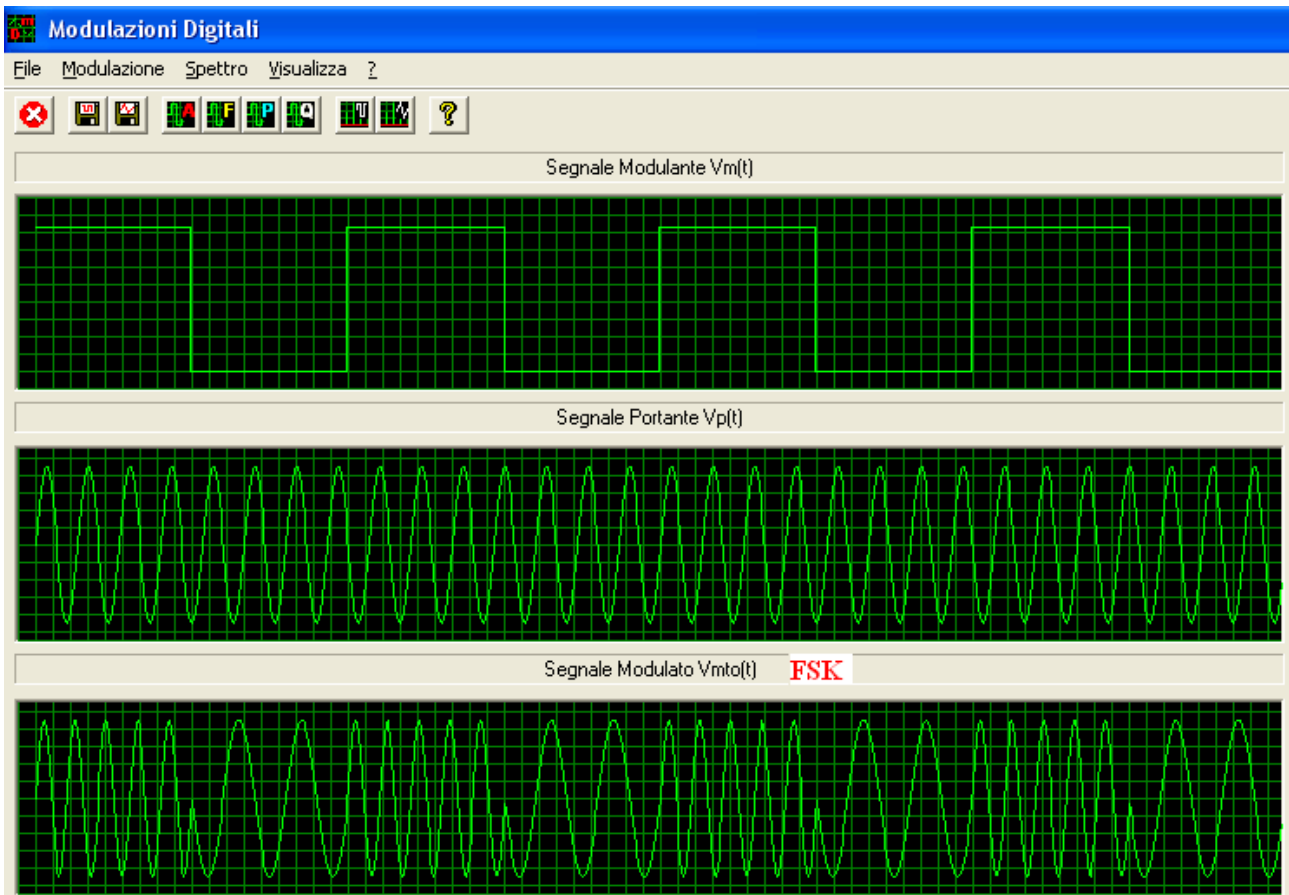 Modulazioni Digitali
File Modulazione Spettro Visualizza ?
A F P Q ?
Segnale Modulante Vm(t)
Segnale Portante Vp(t)
Segnale Modulato Vmto(t) FSK